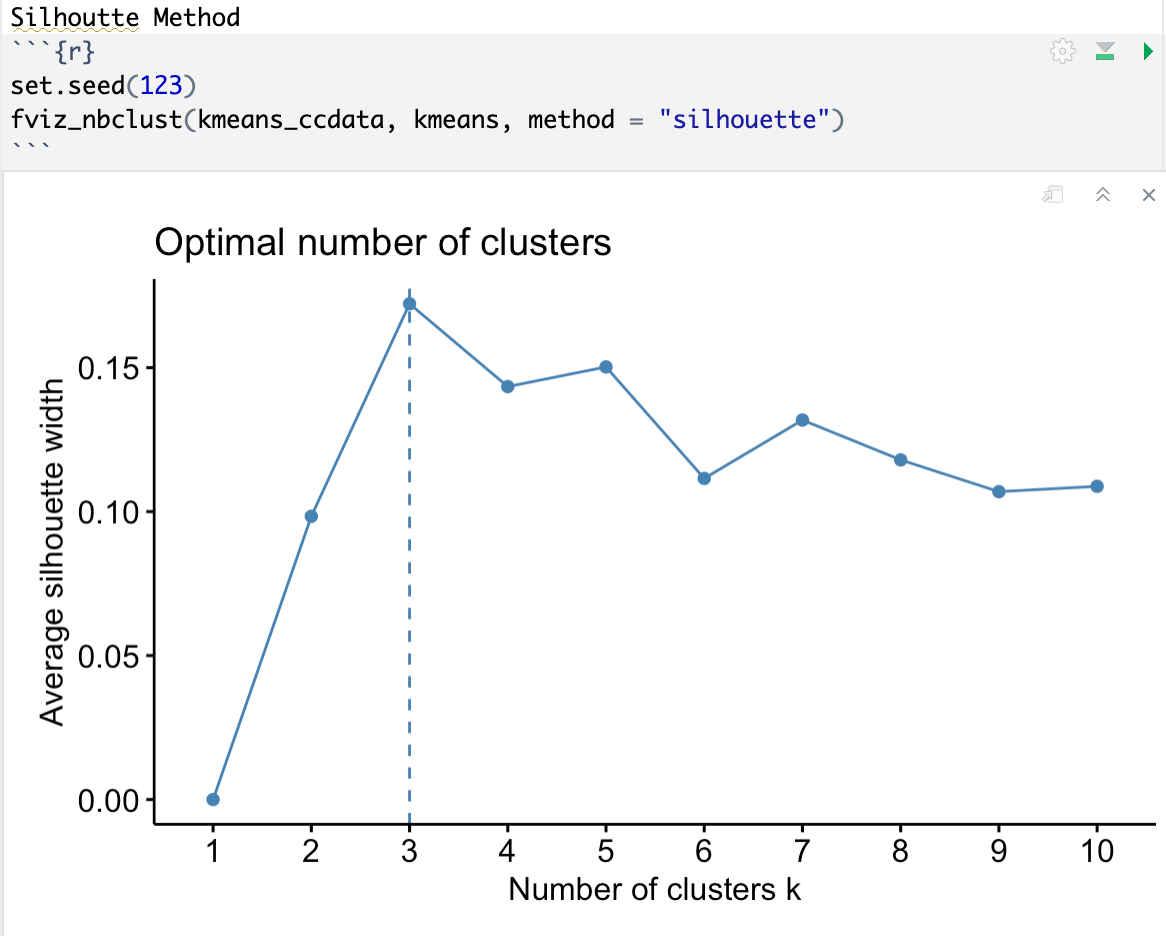 Silhoutte Method
```{r}
set.seed(123)
fviz_nbclust(kmeans_ccdata, kmeans, method = "silhouette")
```
Optimal number of clusters
Average silhouette width
0.15
0.10
0.05
0.00
1 2 3 4 5 6 7 8 9 10
Number of clusters k